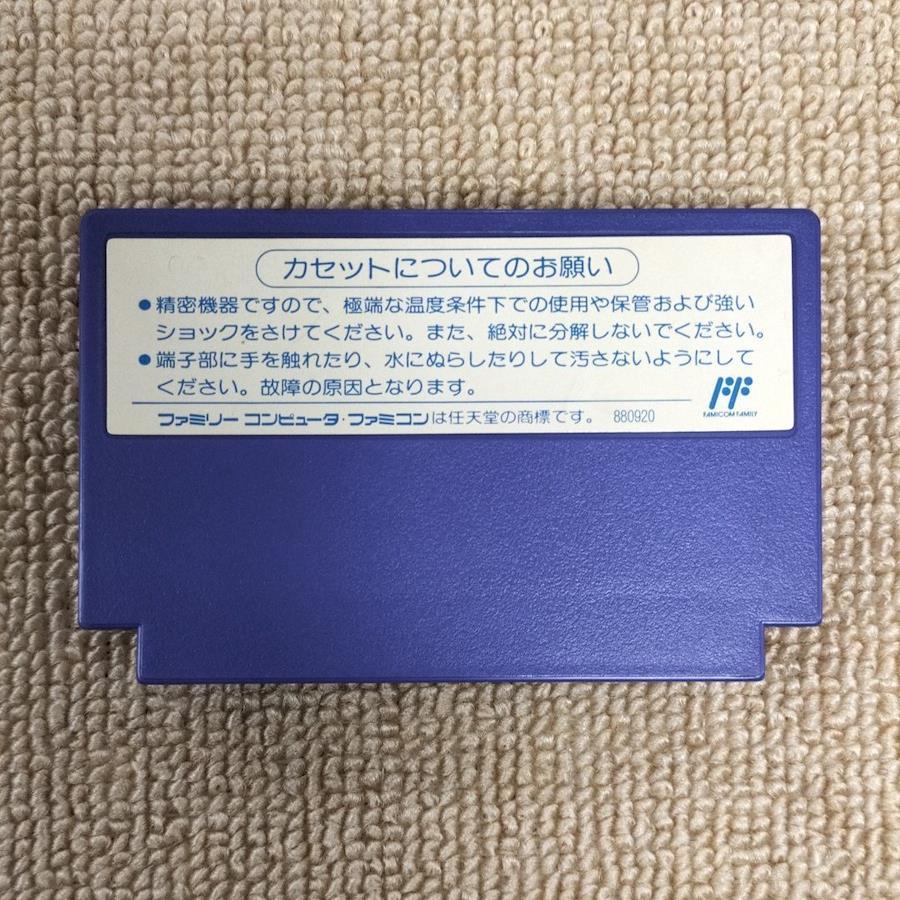 カセットについてのお願い
●精密機器ですので、極端な温度条件下での使用や保管および強い
ショックをさけてください。また、絶対に分解しないでください。
●端子部に手を触れたり、水にぬらしたりして汚さないようにして
ください。故障の原因となります。
FF
FAMICOM FAMILY
ファミリー コンピュータ・ファミコンは任天堂の商標です。 880920